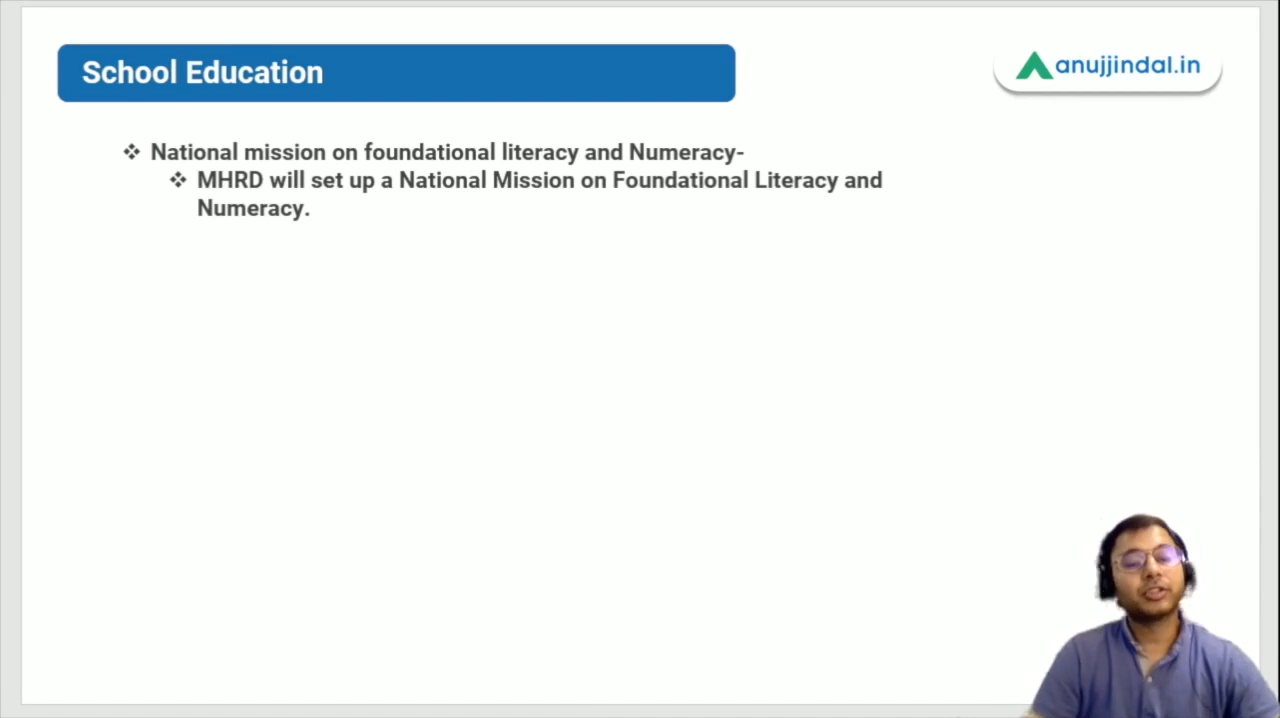 School Education
anujjindal.in
❖ National mission on foundational literacy and Numeracy-
❖ MHRD will set up a National Mission on Foundational Literacy and
Numeracy.